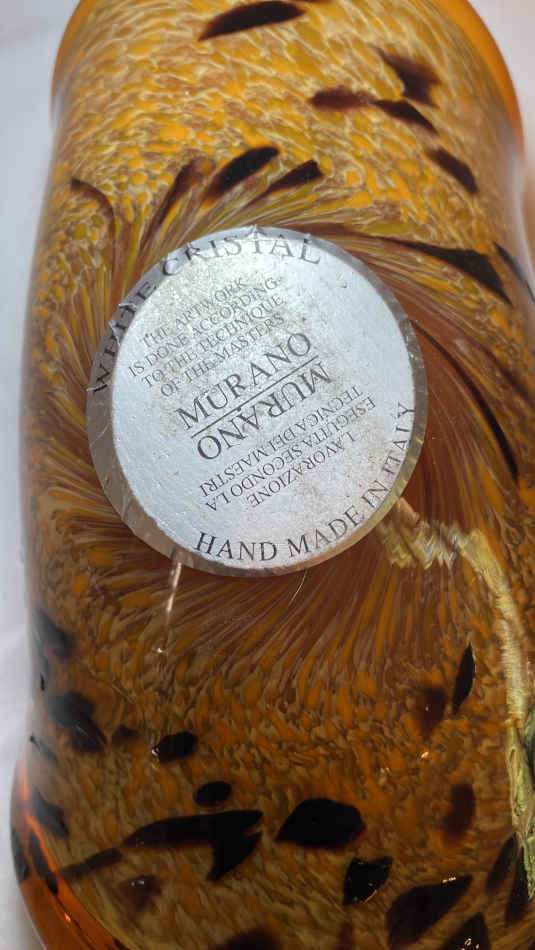 WHITE CRISTAL
THE ARTWORK
IS DONE ACCORDING
TO THE TECHNIQUE
OF THE MASTERS
MURANO
MURANO
LAVORAZIONE
ESEGUITA SECONDO LA
TECNICA DEI MAESTRI
HAND MADE IN ITALY